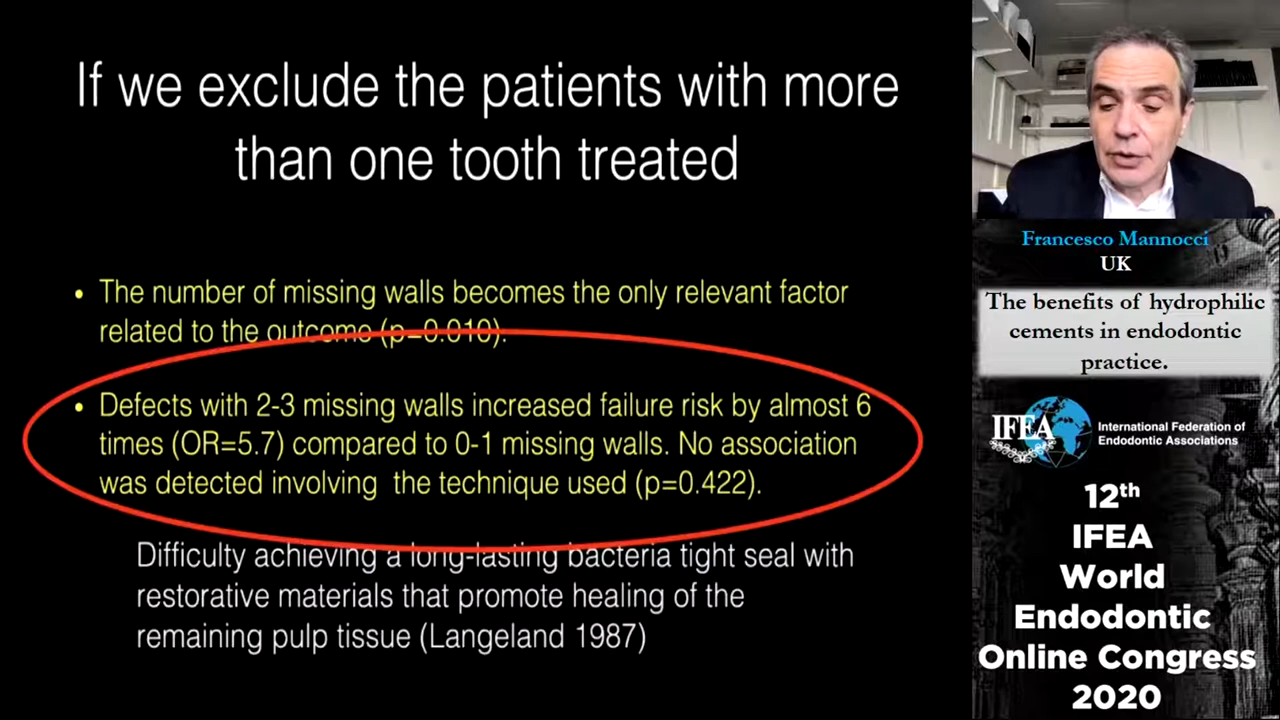 If we exclude the patients with more
than one tooth treated
• The number of missing walls becomes the only relevant factor
related to the outcome (p=0.010).
• Defects with 2-3 missing walls increased failure risk by almost 6
times (OR=5.7) compared to 0-1 missing walls. No association
was detected involving the technique used (p=0.422).
Difficulty achieving a long-lasting bacteria tight seal with
restorative materials that promote healing of the
remaining pulp tissue (Langeland 1987)
Francesco Mannocci
UK
The benefits of hydrophilic
cements in endodontic
practice.
IFEA
International Federation of
Endodontic Associations
12th
IFEA
World
Endodontic
Online Congress
2020